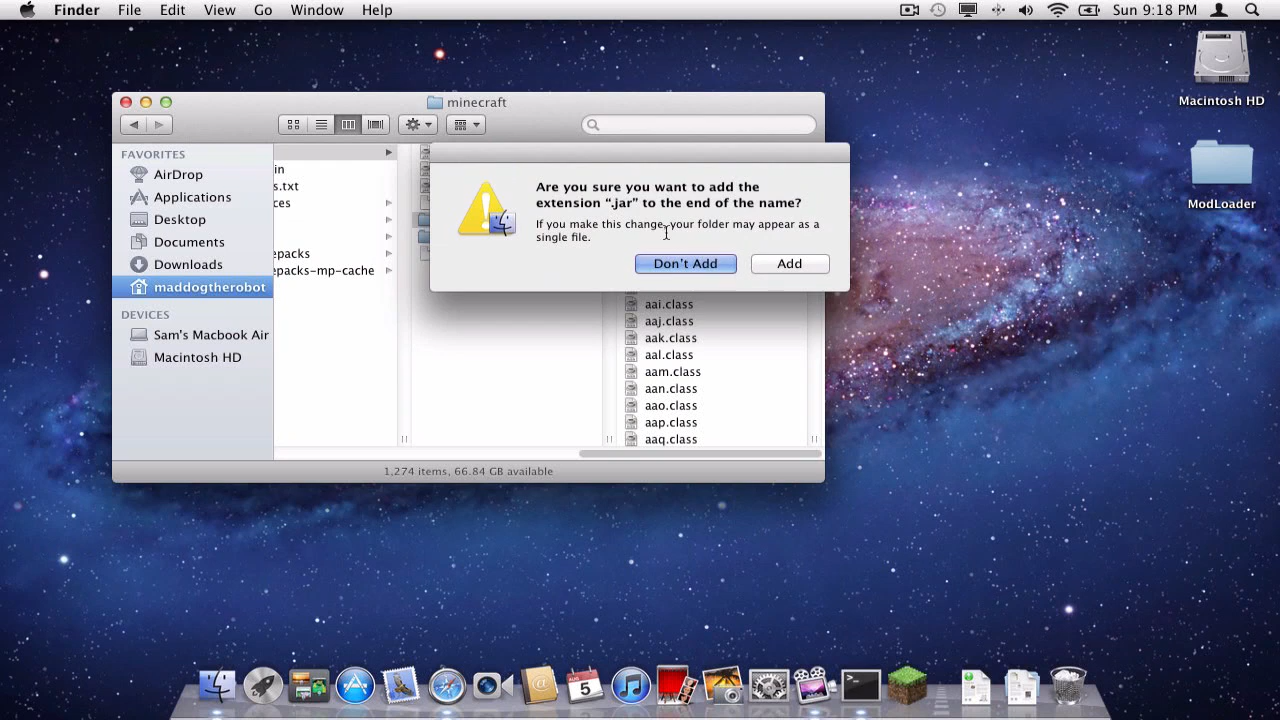 Finder File Edit View Go Window Help
Sun 9:18 PM
Macintosh HD
ModLoader
minecraft
FAVORITES
AirDrop
Applications
Desktop
Documents
Downloads
maddogtherobot
DEVICES
Sam's Macbook Air
Macintosh HD
in
s.txt
ces
epacks
epacks-mp-cache
Are you sure you want to add the
extension “.jar” to the end of the name?
If you make this change, your folder may appear as a
single file.
Don't Add
Add
aai.class
aaj.class
aak.class
aal.class
aam.class
aan.class
aao.class
aap.class
aaq.class
1,274 items, 66.84 GB available
5